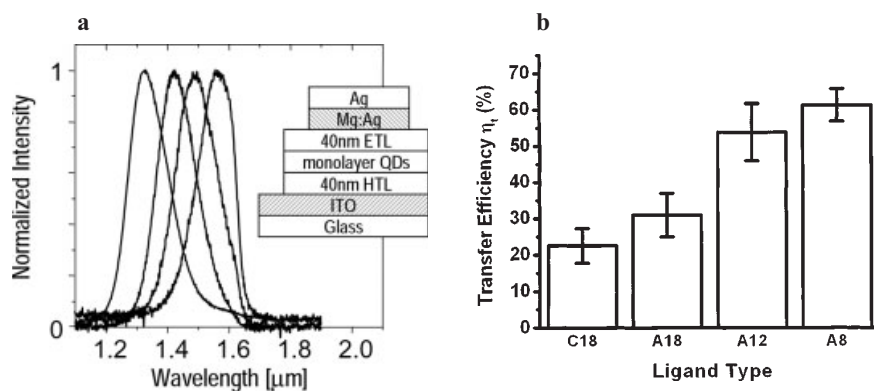 a
Normalized Intensity
1
0
1.2 1.4 1.6 1.8 2.0
Wavelength [µm]
Ag
Mg:Ag
40nm ETL
monolayer QDs
40nm HTL
ITO
Glass
b
Transfer Efficiency ηt (%)
70
60
50
40
30
20
10
0
C18 A18 A12 A8
Ligand Type